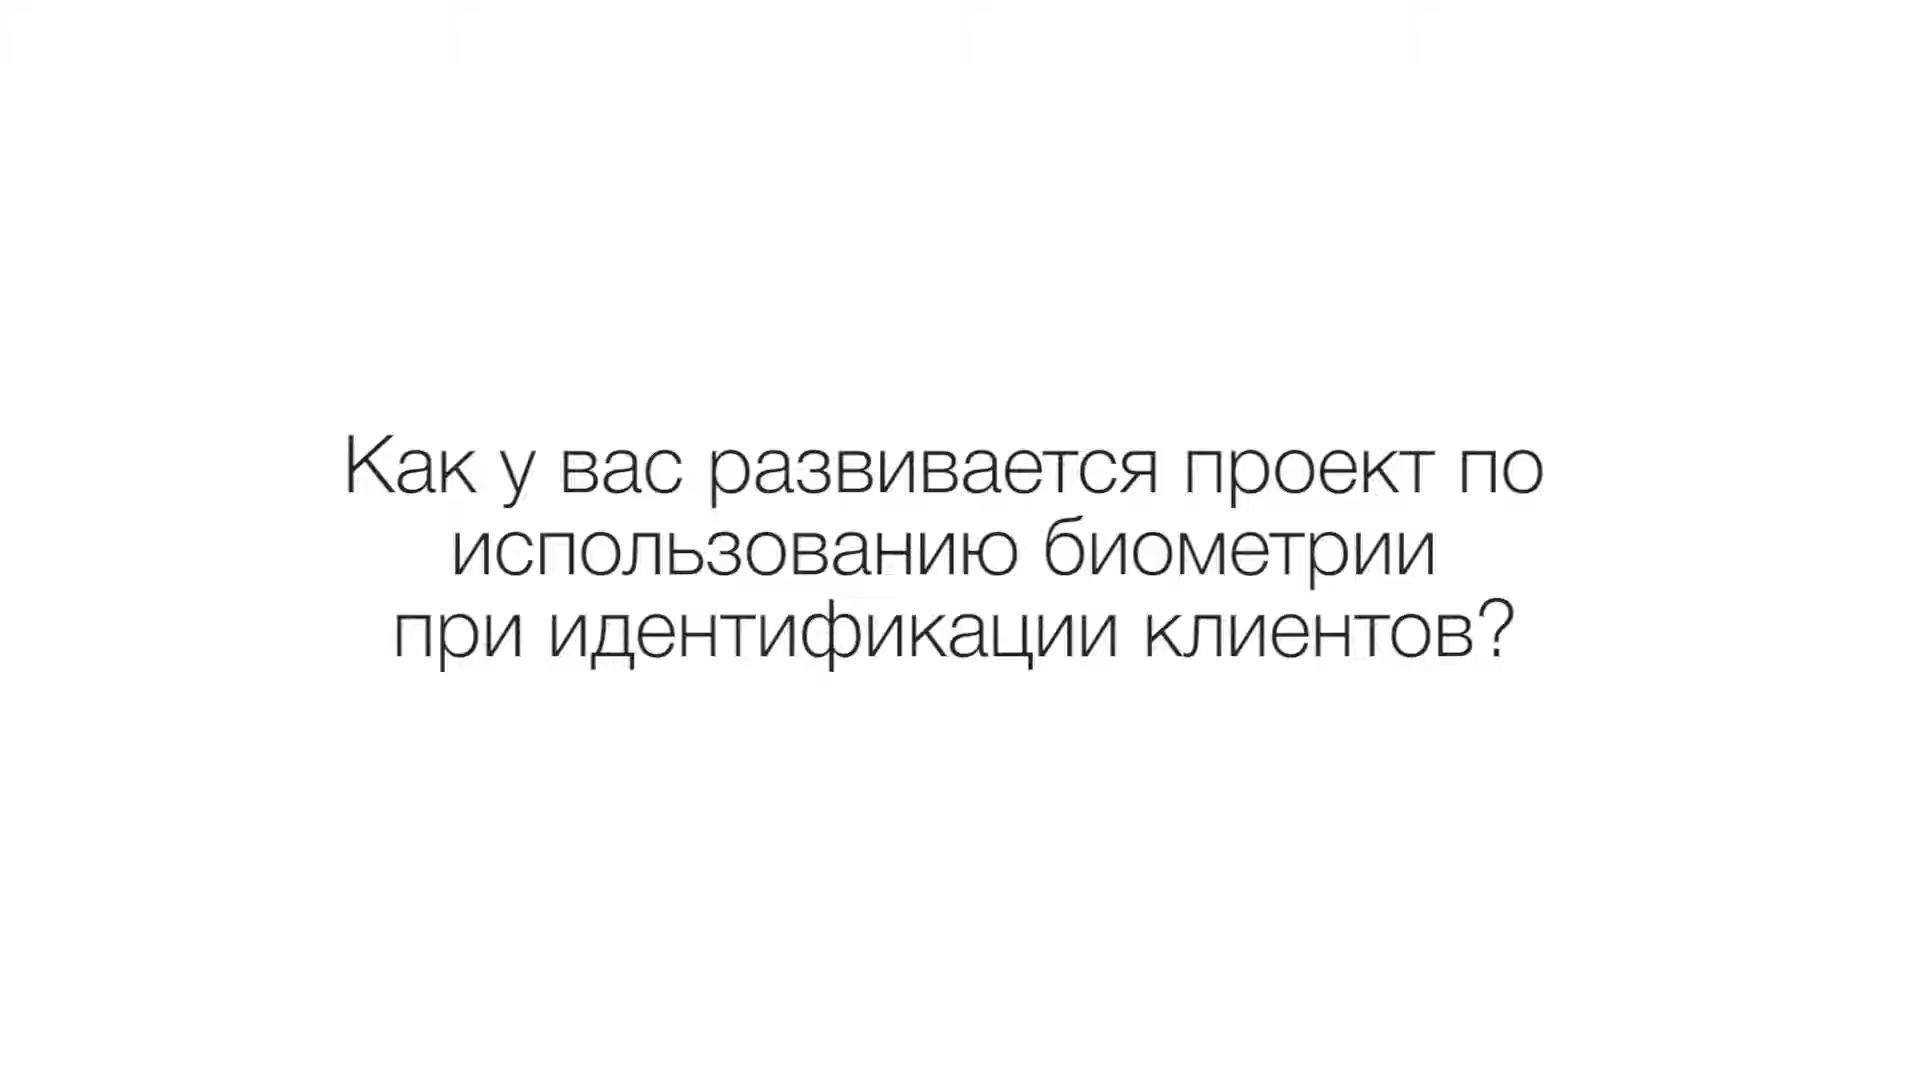 Как у вас развивается проект по
использованию биометрии
при идентификации клиентов?